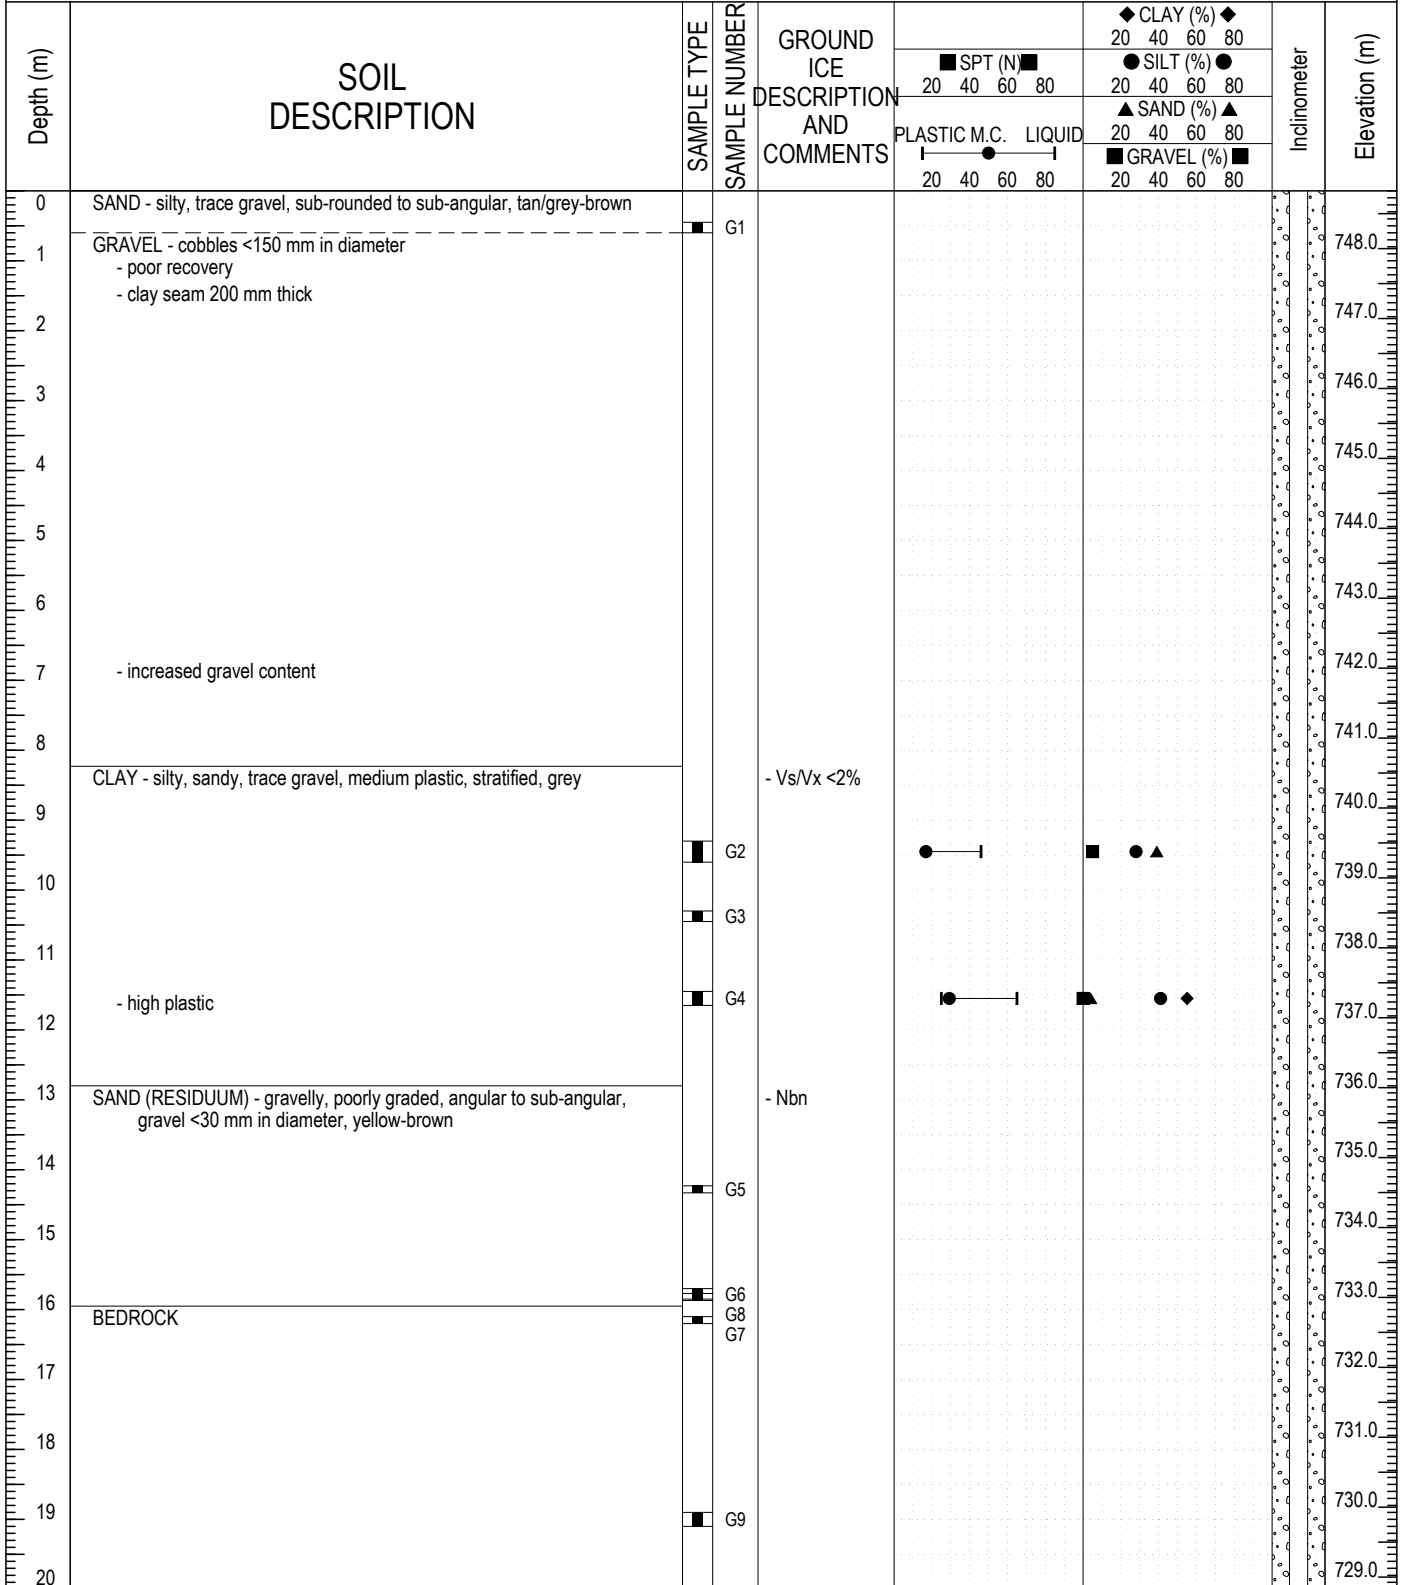 Depth (m)
SOIL
DESCRIPTION
SAMPLE TYPE
SAMPLE NUMBER
GROUND
ICE
DESCRIPTION
AND
COMMENTS
SPT (N)
20 40 60 80
PLASTIC M.C. LIQUID
20 40 60 80
CLAY (%)
20 40 60 80
SILT (%)
20 40 60 80
SAND (%)
20 40 60 80
GRAVEL (%)
20 40 60 80
Inclinometer
Elevation (m)
0 SAND - silty, trace gravel, sub-rounded to sub-angular, tan/grey-brown
G1
GRAVEL - cobbles <150 mm in diameter
748.0
1
- poor recovery
- clay seam 200 mm thick
747.0
2
746.0
3
745.0
4
744.0
5
743.0
6
742.0
7 - increased gravel content
741.0
8
CLAY - silty, sandy, trace gravel, medium plastic, stratified, grey
- Vs/Vx <2%
740.0
9
G2
739.0
10
G3
738.0
11
G4
- high plastic
737.0
12
736.0
13 SAND (RESIDUUM) - gravelly, poorly graded, angular to sub-angular,
gravel <30 mm in diameter, yellow-brown
- Nbn
735.0
14
G5
734.0
15
733.0
G6
16
G8
BEDROCK
G7
732.0
17
731.0
18
730.0
19
G9
729.0
20